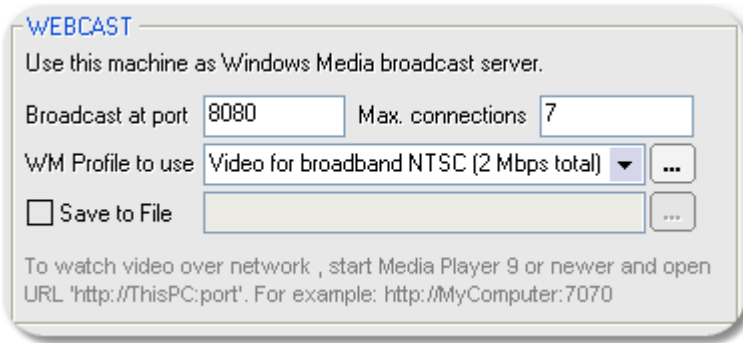 WEBCAST
Use this machine as Windows Media broadcast server.
Broadcast at port 8080 Max. connections 7
WM Profile to use Video for broadband NTSC (2 Mbps total) ...
Save to File ...
To watch video over network , start Media Player 9 or newer and open
URL 'http://ThisPC:port'. For example: http://MyComputer:7070